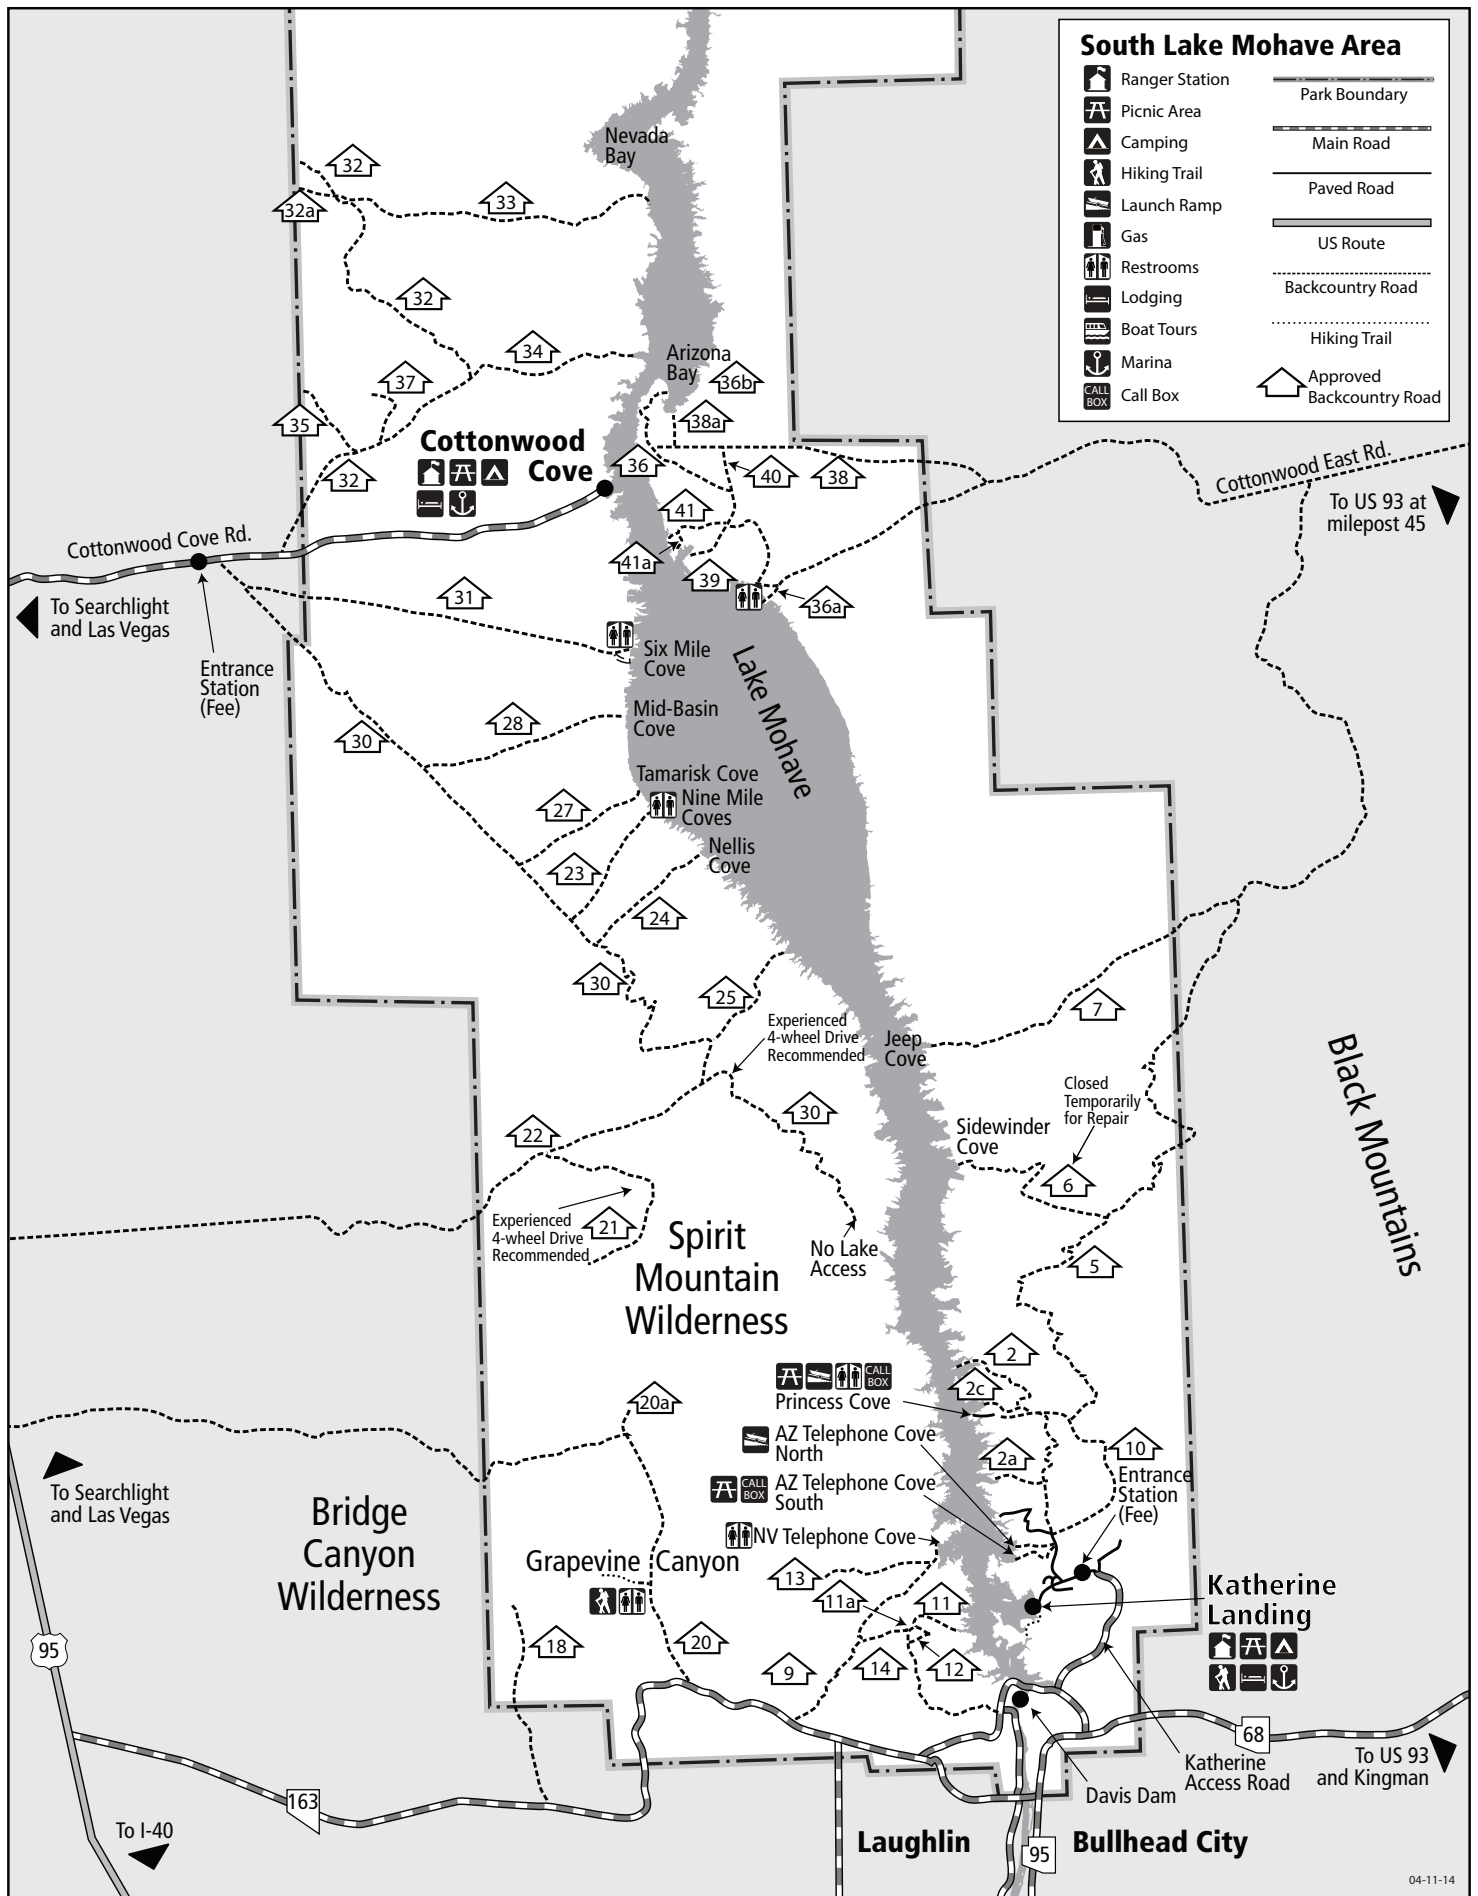 South Lake Mohave Area
Ranger Station
Picnic Area
Camping
Hiking Trail
Launch Ramp
Gas
Restrooms
Lodging
Boat Tours
Marina
CALL
BOX
Call Box
Park Boundary
Main Road
Paved Road
US Route
Backcountry Road
Hiking Trail
Approved
Backcountry Road
Nevada
Bay
32
32a
33
32
34
37
35
32
Arizona
Bay
36b
38a
Cottonwood
Cove
36
40
38
41
41a
39
36a
Cottonwood East Rd.
To US 93 at
milepost 45
Cottonwood Cove Rd.
To Searchlight
and Las Vegas
Entrance
Station
(Fee)
31
Six Mile
Cove
Lake Mohave
28
Mid-Basin
Cove
30
Tamarisk Cove
27
Nine Mile
Coves
23
Nellis
Cove
24
30
25
7
Experienced
4-wheel Drive
Recommended
Jeep
Cove
Black Mountains
Closed
Temporarily
for Repair
22
30
Sidewinder
Cove
6
Experienced
4-wheel Drive
Recommended
21
Spirit
Mountain
Wilderness
No Lake
Access
5
2
2c
CALL
BOX
Princess Cove
20a
AZ Telephone Cove
North
2a
10
Entrance
Station
(Fee)
CALL
BOX
AZ Telephone Cove
South
NV Telephone Cove
To Searchlight
and Las Vegas
Bridge
Canyon
Wilderness
Grapevine Canyon
13
11a
11
Katherine
Landing
95
18
20
9
14
12
68
To US 93
and Kingman
Katherine
Access Road
Davis Dam
163
To I-40
Laughlin
95
Bullhead City
04-11-14